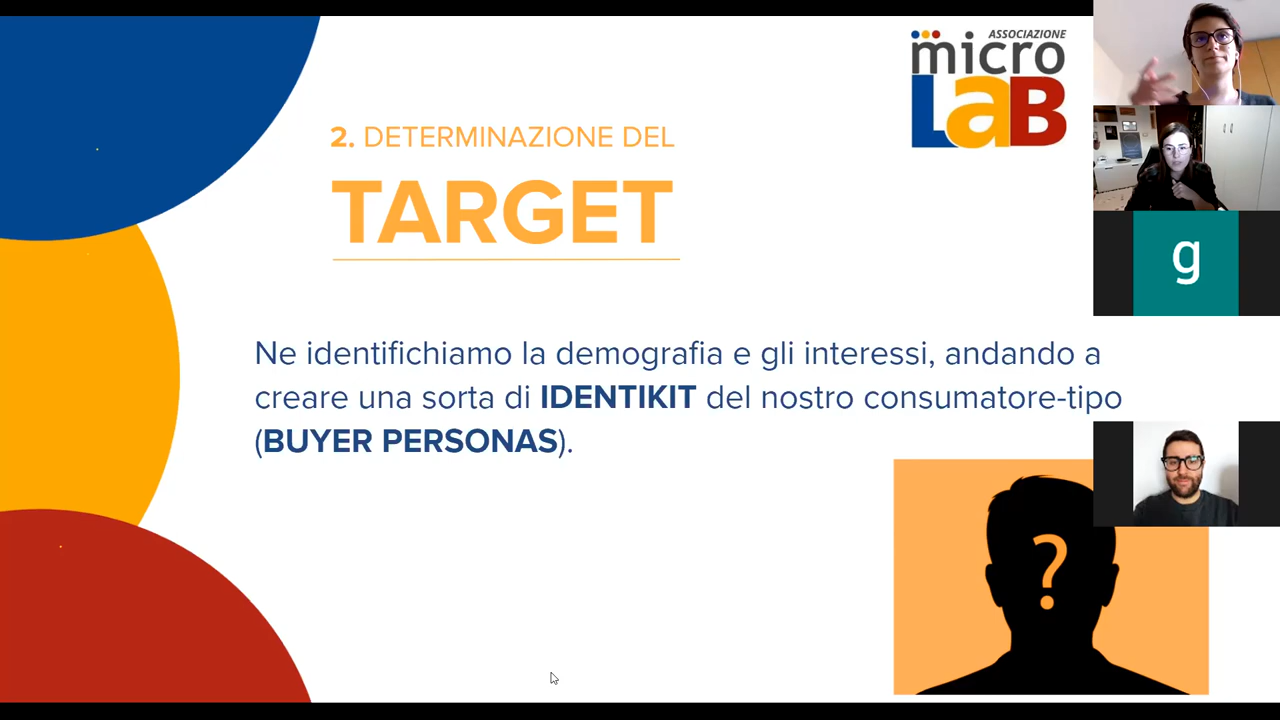 ASSOCIAZIONE
micro
LaB
2. DETERMINAZIONE DEL
TARGET
Ne identifichiamo la demografia e gli interessi, andando a
creare una sorta di IDENTIKIT del nostro consumatore-tipo
(BUYER PERSONAS).
?
g